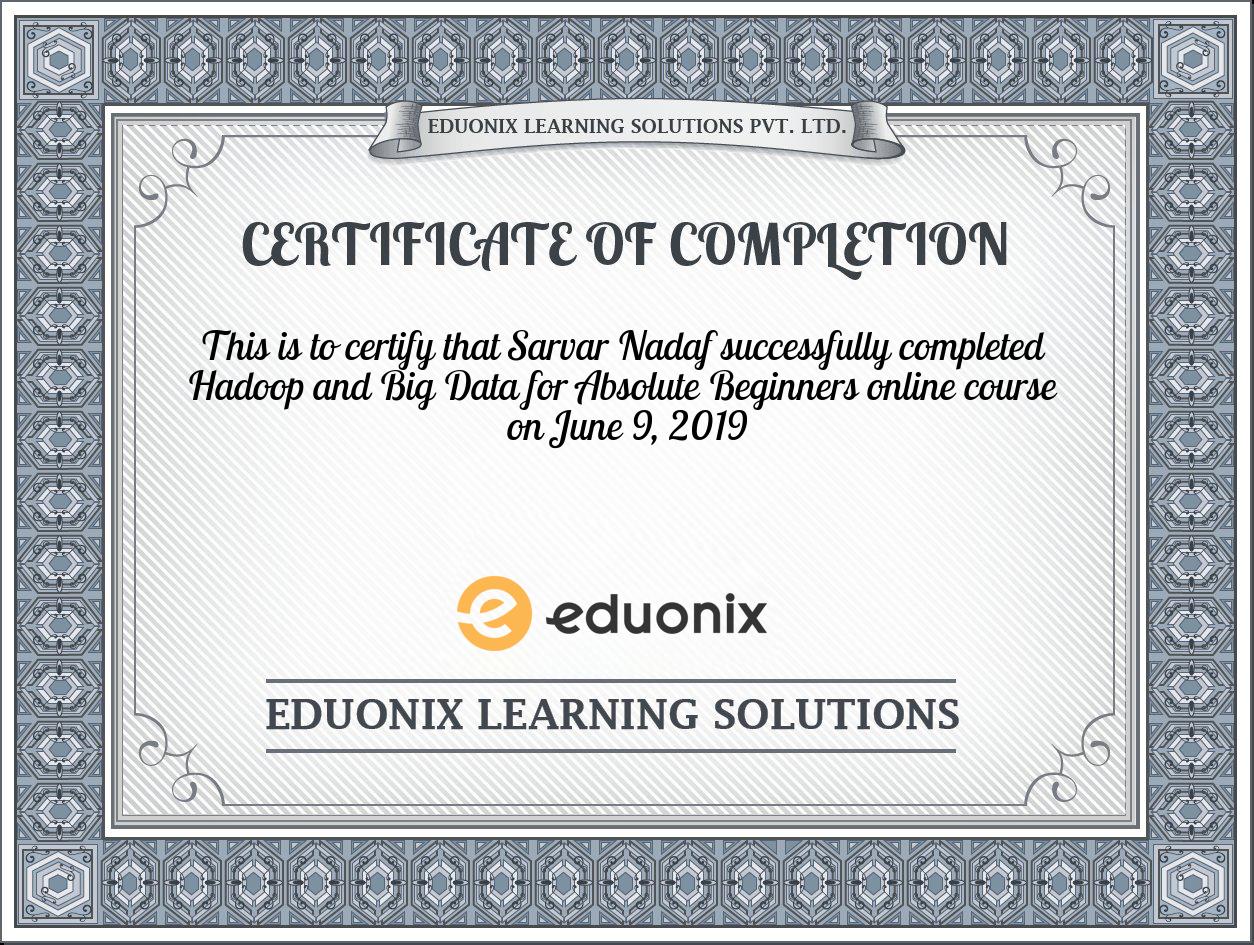 EDUONIX LEARNING SOLUTIONS PVT. LTD.
CERTIFICATE OF COMPLETION
This is to certify that Sarvar Nadaf successfully completed
Hadoop and Big Data for Absolute Beginners online course
on June 9, 2019
eduonix
EDUONIX LEARNING SOLUTIONS